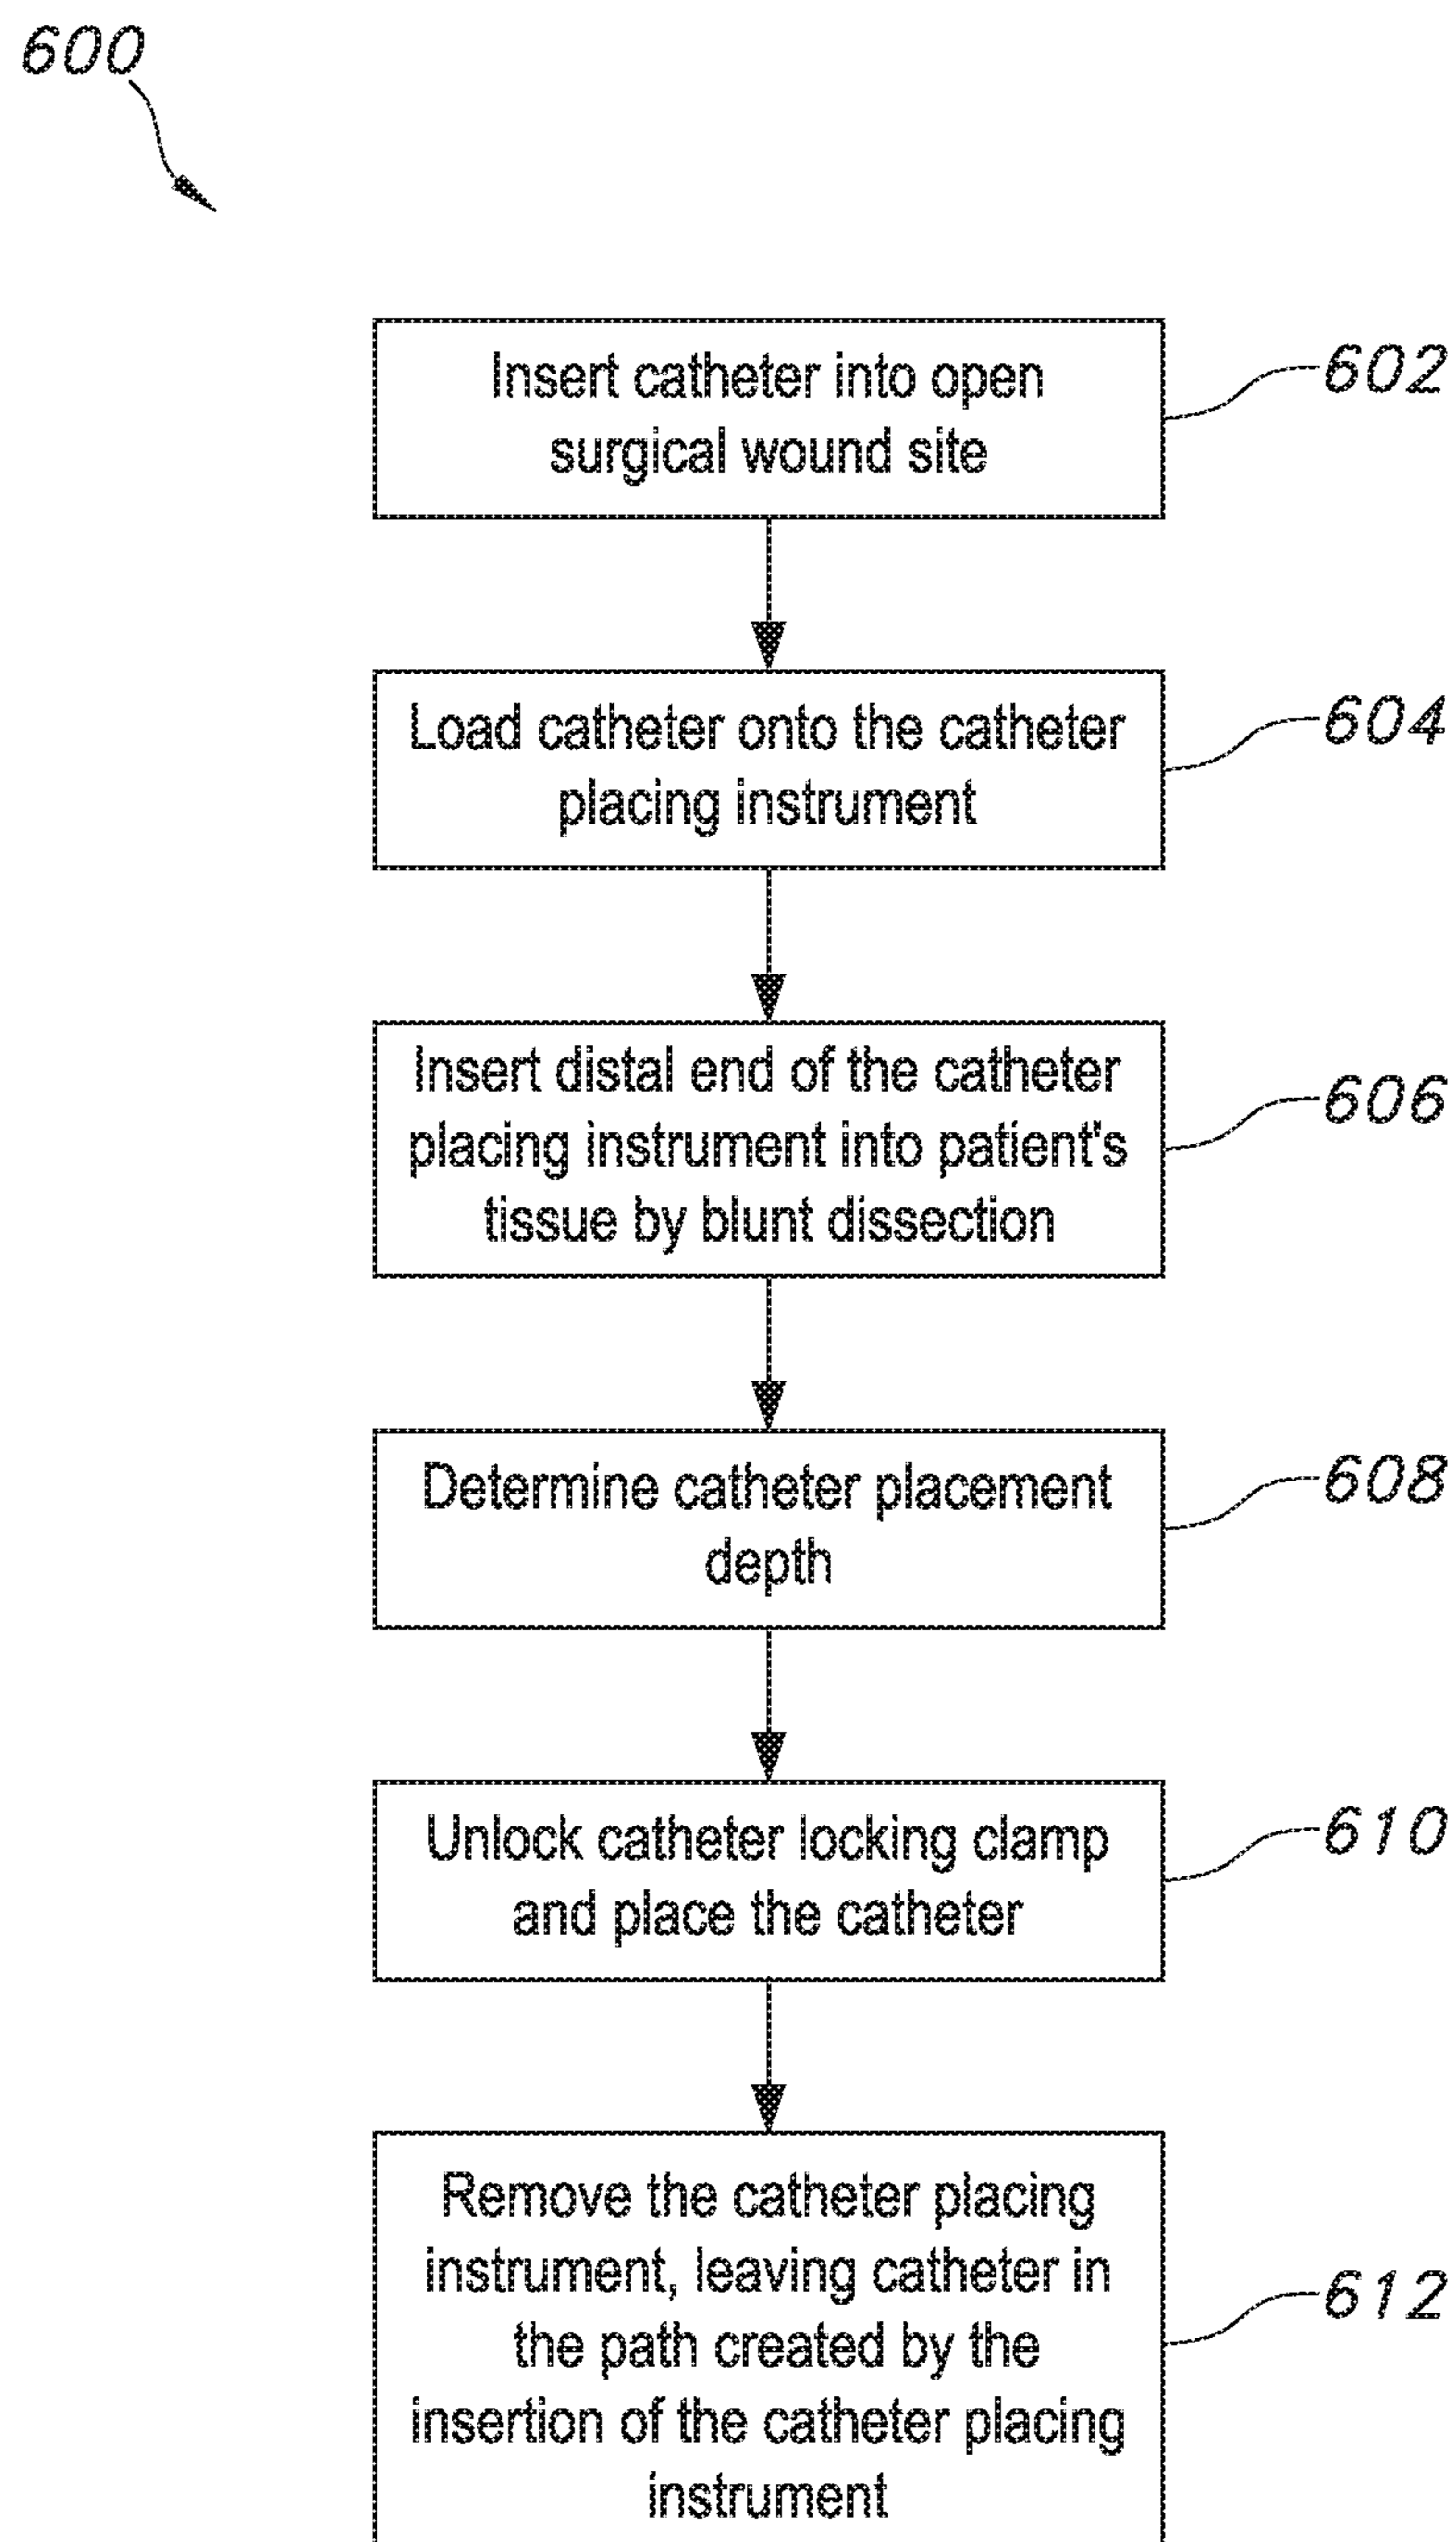 600
Insert catheter into open
surgical wound site
602
Load catheter onto the catheter
placing instrument
604
Insert distal end of the catheter
placing instrument into patient's
tissue by blunt dissection
606
Determine catheter placement
depth
608
Unlock catheter locking clamp
and place the catheter
610
Remove the catheter placing
instrument, leaving catheter in
the path created by the
insertion of the catheter placing
instrument
612